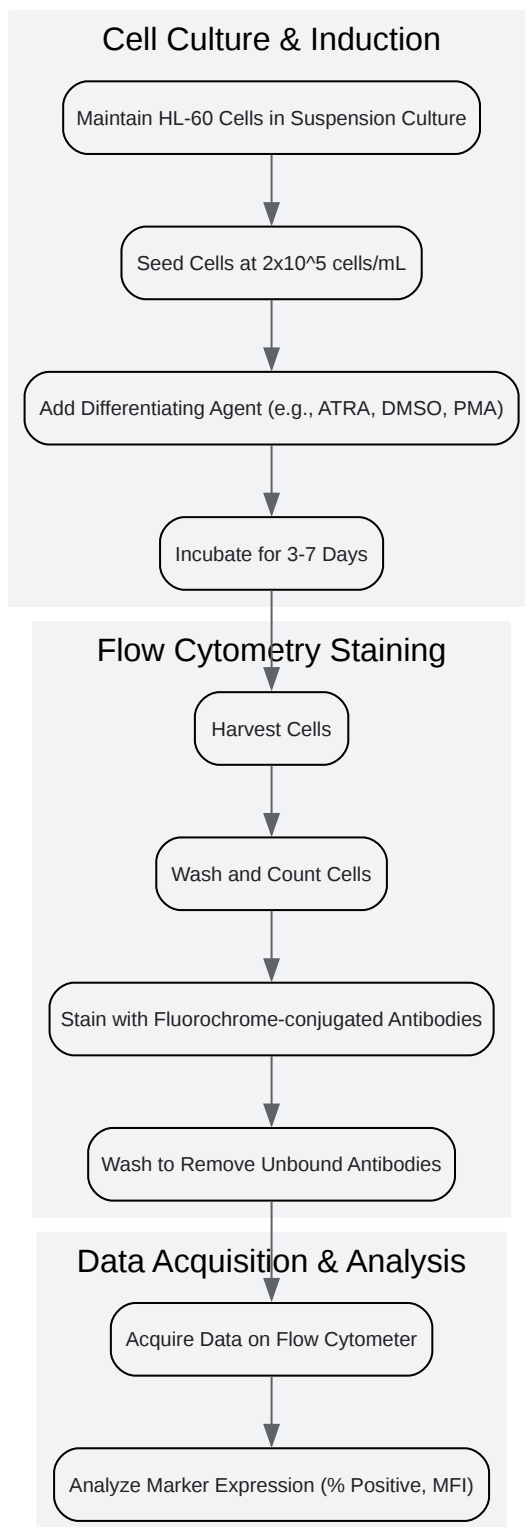 Cell Culture & Induction
Maintain HL-60 Cells in Suspension Culture
Seed Cells at 2x10^5 cells/mL
Add Differentiating Agent (e.g., ATRA, DMSO, PMA)
Incubate for 3-7 Days
Flow Cytometry Staining
Harvest Cells
Wash and Count Cells
Stain with Fluorochrome-conjugated Antibodies
Wash to Remove Unbound Antibodies
Data Acquisition & Analysis
Acquire Data on Flow Cytometer
Analyze Marker Expression (% Positive, MFI)